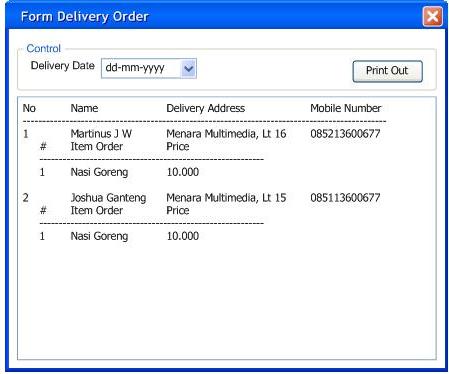 Form Delivery Order
Control
Delivery Date dd-mm-yyyy
Print Out
No Name Delivery Address Mobile Number
1 Martinus J W Menara Multimedia, Lt 16 085213600677
# Item Order Price
1 Nasi Goreng 10.000
2 Joshua Ganteng Menara Multimedia, Lt 15 085113600677
# Item Order Price
1 Nasi Goreng 10.000